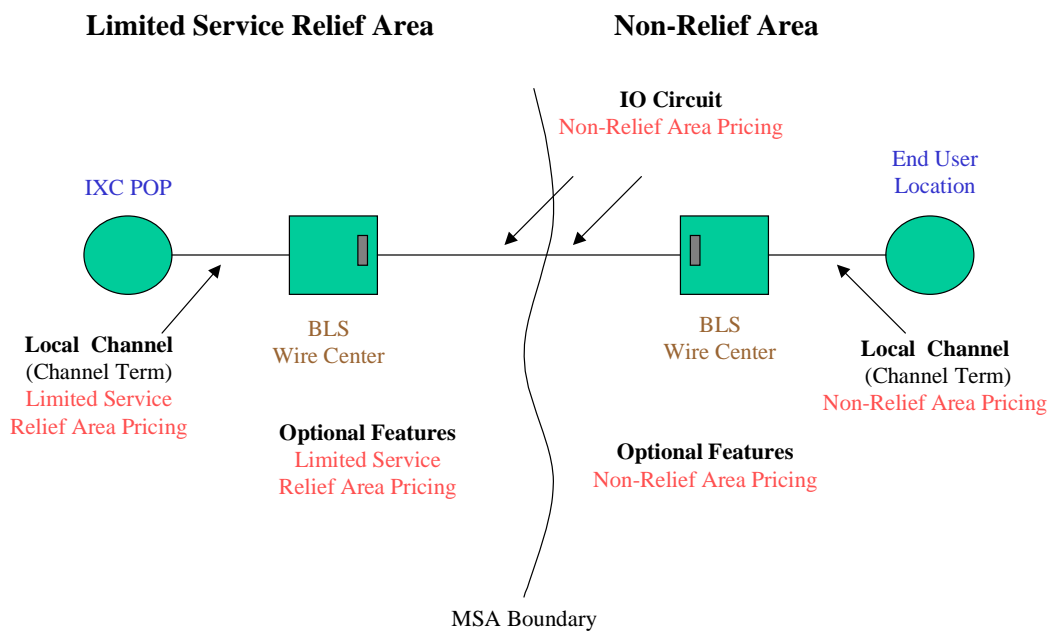 Limited Service Relief Area
Non-Relief Area
IO Circuit
Non-Relief Area Pricing
IXC POP
End User
Location
BLS
Wire Center
BLS
Wire Center
Local Channel
(Channel Term)
Limited Service
Relief Area Pricing
Local Channel
(Channel Term)
Non-Relief Area Pricing
Optional Features
Limited Service
Relief Area Pricing
Optional Features
Non-Relief Area Pricing
MSA Boundary